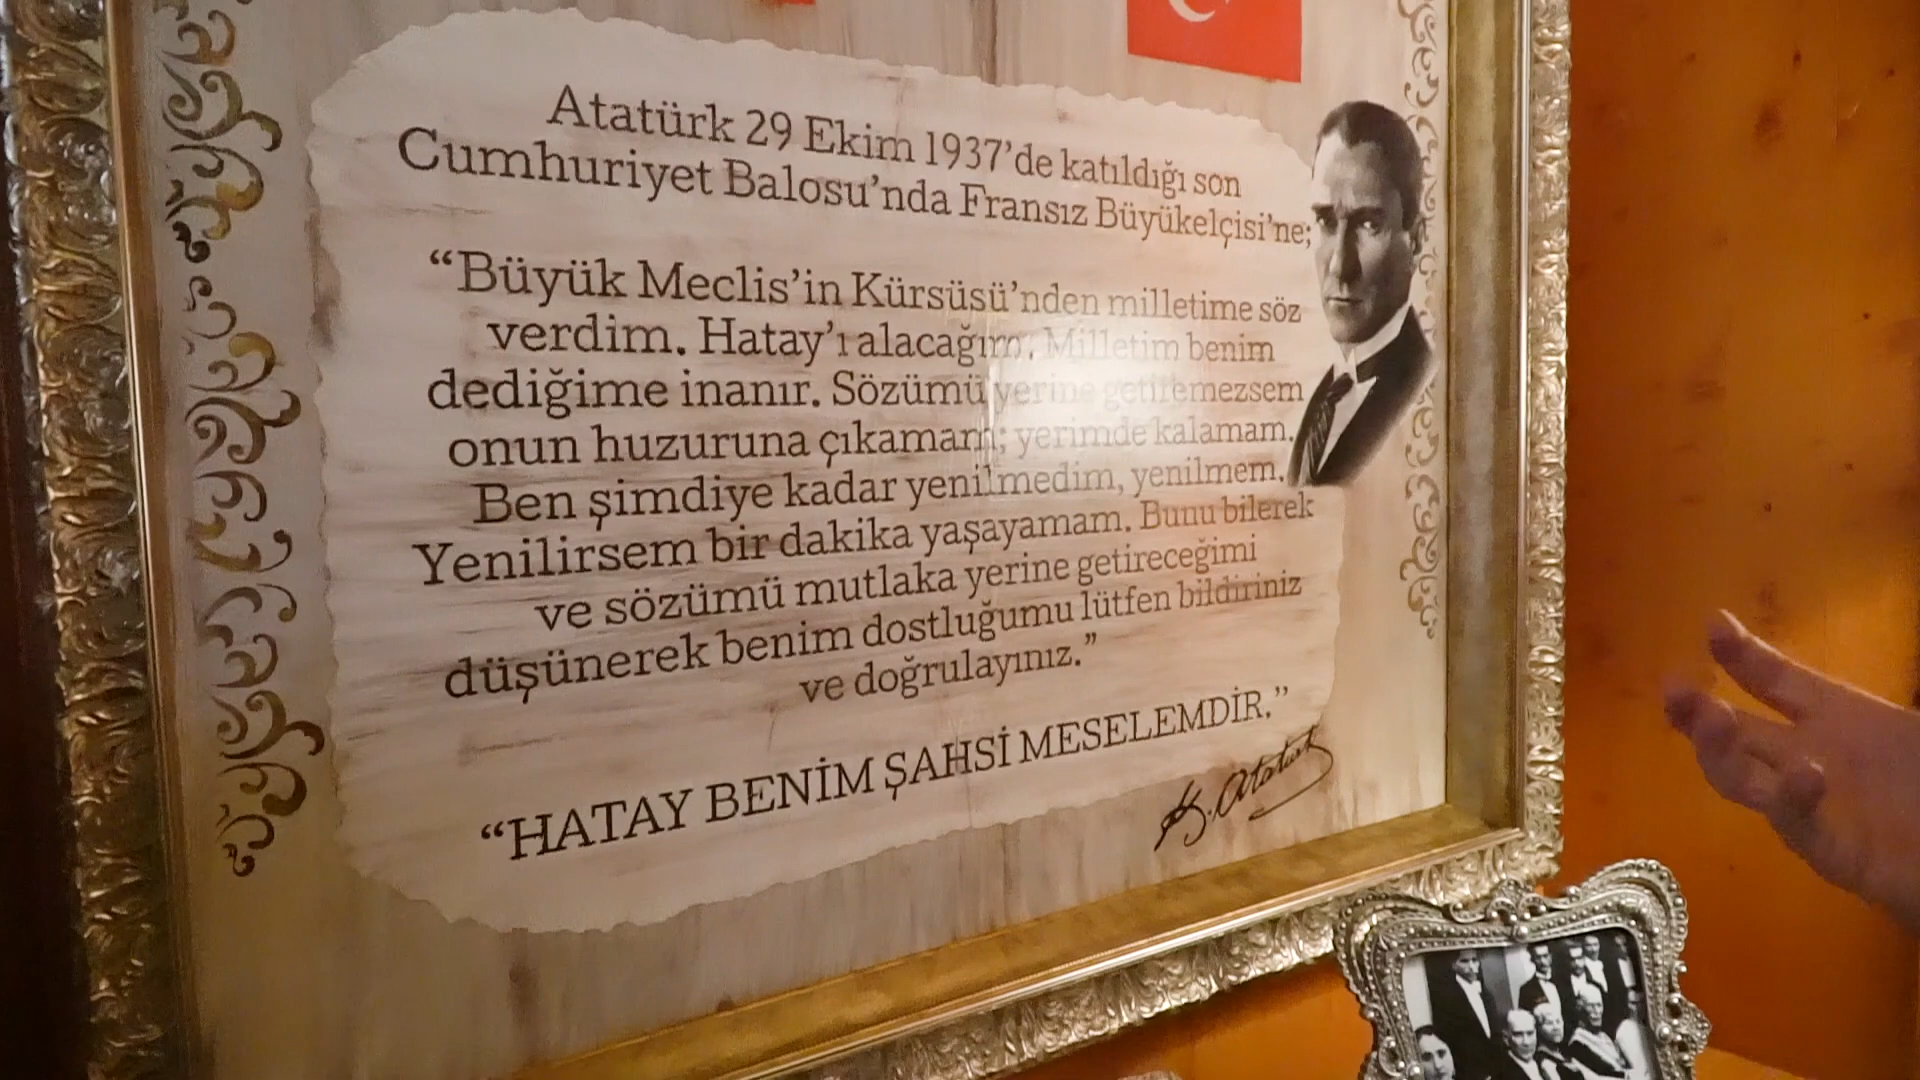 Atatürk 29 Ekim 1937'de katıldığı son
Cumhuriyet Balosu'nda Fransız Büyükelçisi'ne;
“Büyük Meclis'in Kürsüsü'nden milletime söz
verdim. Hatay'ı alacağım. Milletim benim
dediğime inanır. Sözümü yerine getiremezsem
onun huzuruna çıkamam; yerimde kalamam.
Ben şimdiye kadar yenilmedim, yenilmem.
Yenilirsem bir dakika yaşayamam. Bunu bilerek
ve sözümü mutlaka yerine getireceğimi
düşünerek benim dostluğumu lütfen bildiriniz
ve doğrulayınız.”
“HATAY BENİM ŞAHSİ MESELEMDİR.”
K. Atatürk